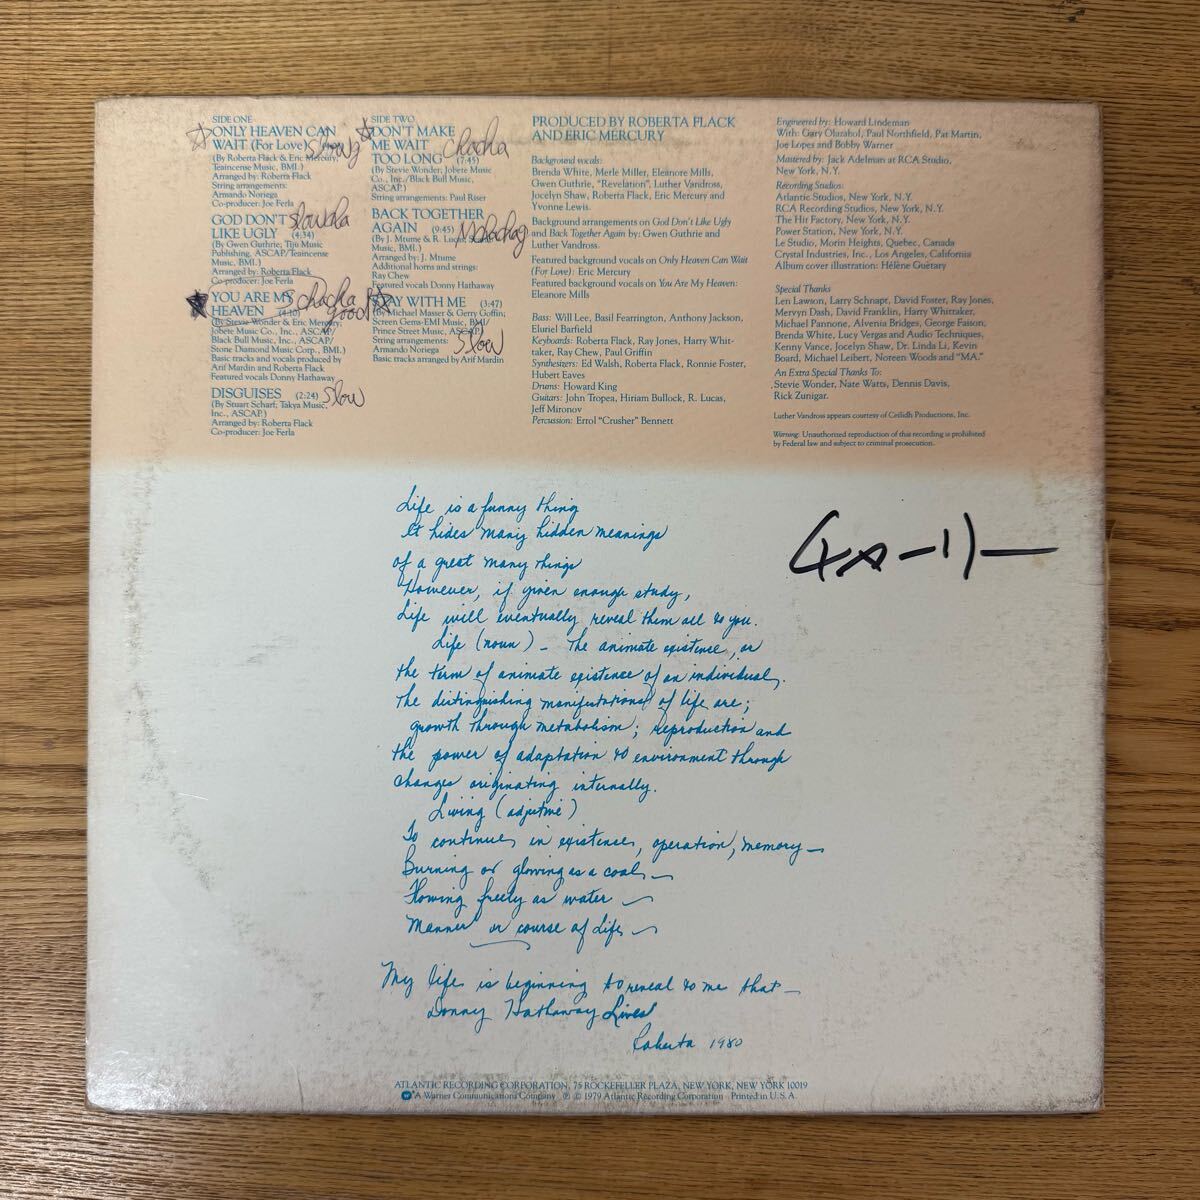 SIDE ONE
ONLY HEAVEN CAN
WAIT (For Love)
(By Roberta Flack & Eric Mercury;
Teaincense Music, BMI.)
Arranged by: Roberta Flack
String arrangements:
Armando Noriega
Co-producer: Joe Ferla
GOD DON'T slowcha
LIKE UGLY (4:34)
(By Gwen Guthrie; Tiju Music
Publishing, ASCAP/Teaincense
Music, BMI.)
Arranged by: Roberta Flack
Co-producer: Joe Ferla
YOU ARE MY chacha
HEAVEN (4:10) good
(By Stevie Wonder & Eric Mercury;
Jobete Music Co., Inc., ASCAP/
Black Bull Music, Inc., ASCAP/
Stone Diamond Music Corp., BMI.)
Basic tracks and vocals produced by
Arif Mardin and Roberta Flack
Featured vocals Donny Hathaway
DISGUISES (2:24) slow
(By Stuart Scharf; Takya Music,
Inc., ASCAP.)
Arranged by: Roberta Flack
Co-producer: Joe Ferla
SIDE TWO
DON'T MAKE
ME WAIT chacha
TOO LONG (7:45)
(By Stevie Wonder; Jobete Music
Co., Inc./Black Bull Music,
ASCAP.)
String arrangements: Paul Riser
BACK TOGETHER
AGAIN (9:45)
(By J. Mtume & R. Lucas;
Music, BMI.)
Arranged by: J. Mtume
Additional horns and strings:
Ray Chew
Featured vocals Donny Hathaway
STAY WITH ME (3:47)
(By Michael Masser & Gerry Goffin;
Screen Gems-EMI Music, BMI/
Prince Street Music, ASCAP.)
String arrangements: slow
Armando Noriega
Basic tracks arranged by Arif Mardin
PRODUCED BY ROBERTA FLACK
AND ERIC MERCURY
Background vocals:
Brenda White, Merle Miller, Eleanore Mills,
Gwen Guthrie, "Revelation", Luther Vandross,
Jocelyn Shaw, Roberta Flack, Eric Mercury and
Yvonne Lewis.
Background arrangements on God Don't Like Ugly
and Back Together Again by: Gwen Guthrie and
Luther Vandross.
Featured background vocals on Only Heaven Can Wait
(For Love): Eric Mercury
Featured background vocals on You Are My Heaven:
Eleanore Mills
Bass: Will Lee, Basil Fearrington, Anthony Jackson,
Eluriel Barfield
Keyboards: Roberta Flack, Ray Jones, Harry Whit-
taker, Ray Chew, Paul Griffin
Synthesizers: Ed Walsh, Roberta Flack, Ronnie Foster,
Hubert Eaves
Drums: Howard King
Guitars: John Tropea, Hiriam Bullock, R. Lucas,
Jeff Mironov
Percussion: Errol "Crusher" Bennett
Engineered by: Howard Lindeman
With: Gary Olazabal, Paul Northfield, Pat Martin,
Joe Lopes and Bobby Warner
Mastered by: Jack Adelman at RCA Studio,
New York, N.Y.
Recording Studios:
Atlantic Studios, New York, N.Y.
RCA Recording Studios, New York, N.Y.
The Hit Factory, New York, N.Y.
Power Station, New York, N.Y.
Le Studio, Morin Heights, Quebec, Canada
Crystal Industries, Inc., Los Angeles, California
Album cover illustration: Hélène Guétary
Special Thanks
Len Lawson, Larry Schnapt, David Foster, Ray Jones,
Mervyn Dash, David Franklin, Harry Whittaker,
Michael Pannone, Alvenia Bridges, George Faison,
Brenda White, Lucy Vergas and Audio Techniques,
Kenny Vance, Jocelyn Shaw, Dr. Linda Li, Kevin
Board, Michael Leibert, Noreen Woods and "MA."
An Extra Special Thanks To:
Stevie Wonder, Nate Watts, Dennis Davis,
Rick Zunigar.
Luther Vandross appears courtesy of Ceilidh Productions, Inc.
Warning: Unauthorized reproduction of this recording is prohibited
by Federal law and subject to criminal prosecution.
Life is a funny thing
It hides many hidden meanings
of a great many things
However, if given enough study,
Life will eventually reveal them all to you.
Life (noun) – The animate existence, or
the term of animate existence of an individual.
The distinguishing manifistations of life are;
growth through metabolism; reproduction and
the power of adaptation to environment through
changes originating internally.
Living (adjective)
To continue in existence, operation, memory –
Burning or glowing as a coal –
Flowing freely as water –
Manner or course of Life –
My life is beginning to reveal to me that –
Donny Hathaway Lives!
Roberta 1980
ATLANTIC RECORDING CORPORATION, 75 ROCKEFELLER PLAZA, NEW YORK, NEW YORK 10019
A Warner Communications Company ℗ © 1979 Atlantic Recording Corporation Printed in U.S.A.